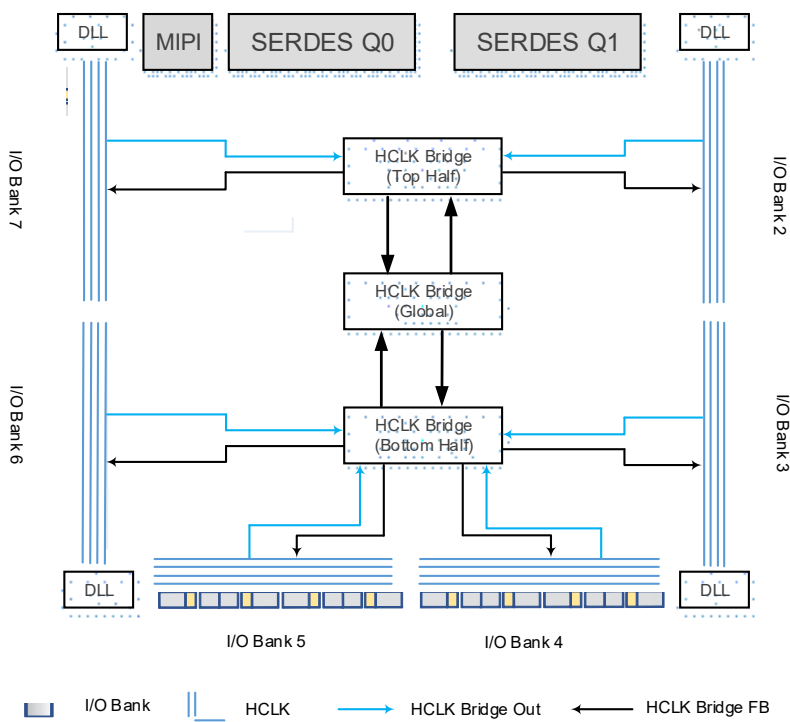 DLL
MIPI
SERDES Q0
SERDES Q1
DLL
I/O Bank 7
HCLK Bridge
(Top Half)
I/O Bank 2
HCLK Bridge
(Global)
I/O Bank 6
HCLK Bridge
(Bottom Half)
I/O Bank 3
DLL
DLL
I/O Bank 5
I/O Bank 4
I/O Bank
HCLK
HCLK Bridge Out
HCLK Bridge FB